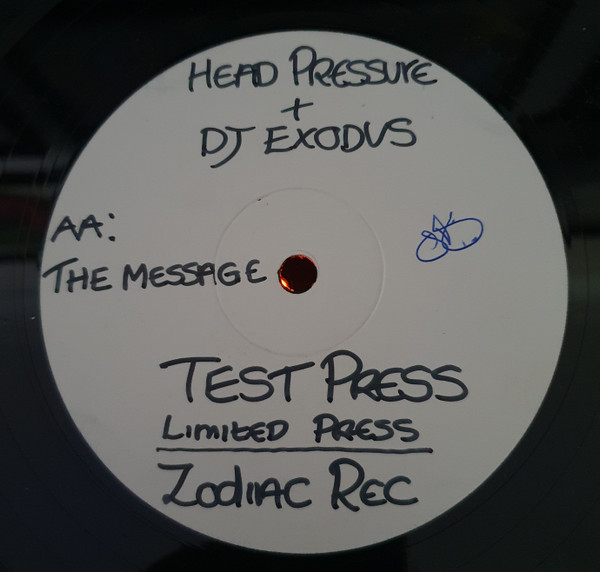 HEAD PRESSURE
+
DJ EXODUS
AA:
THE MESSAGE
TEST PRESS
LIMITED PRESS
ZODIAC REC